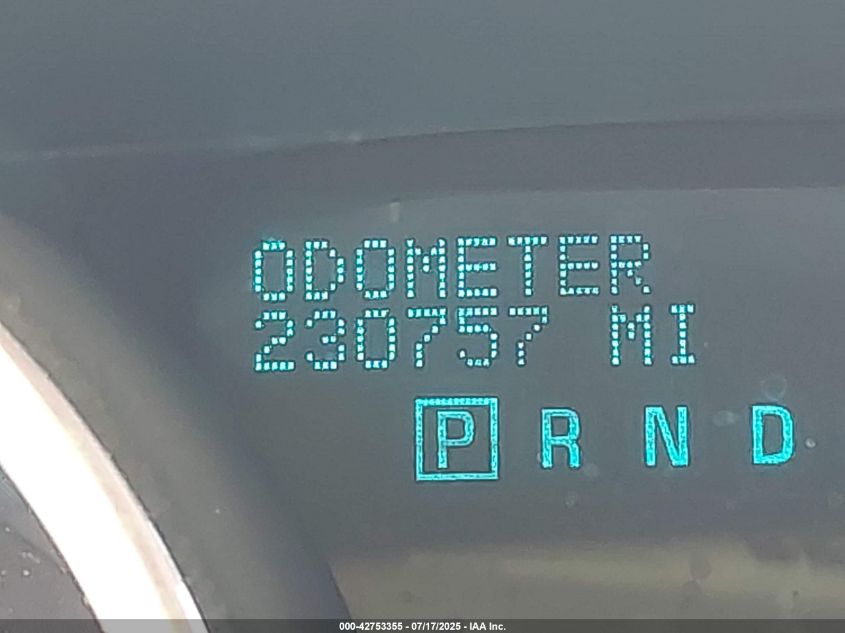 ODOMETER
230757 MI
P R N D
000-42753355 - 07/17/2025 - IAA Inc.